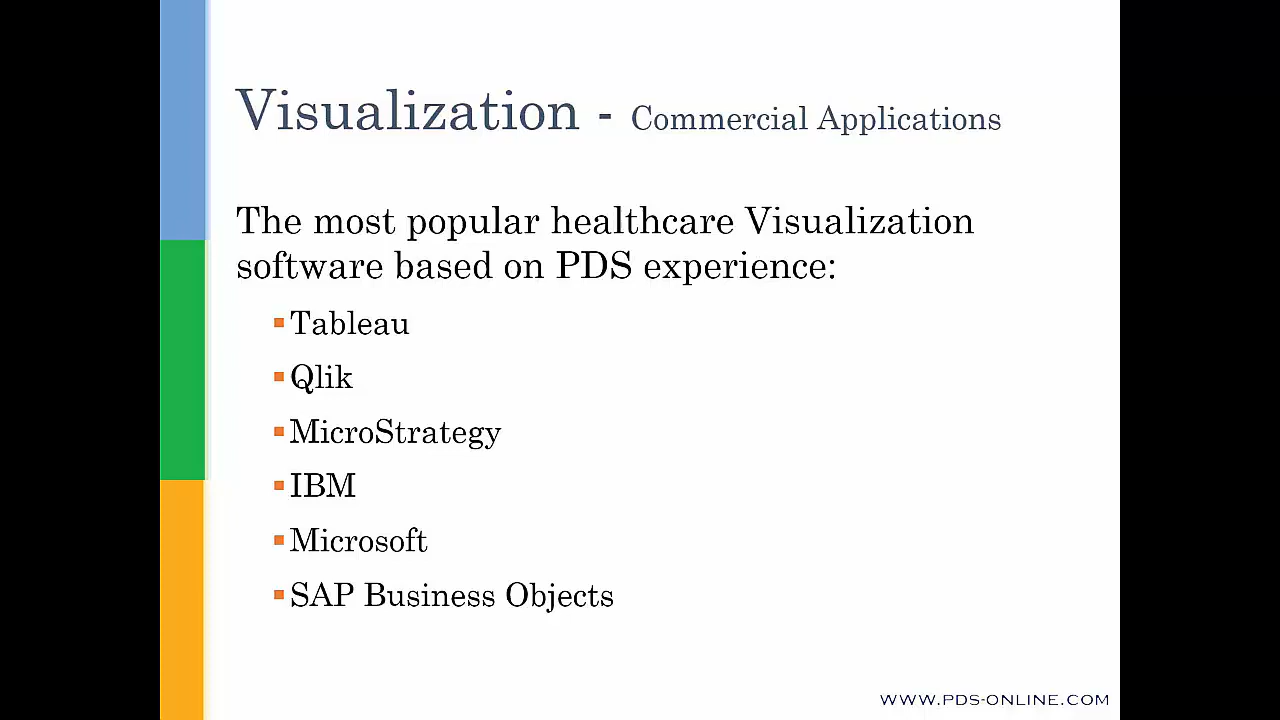 Visualization - Commercial Applications
The most popular healthcare Visualization
software based on PDS experience:
Tableau
Qlik
MicroStrategy
IBM
Microsoft
SAP Business Objects
WWW.PDS-ONLINE.COM